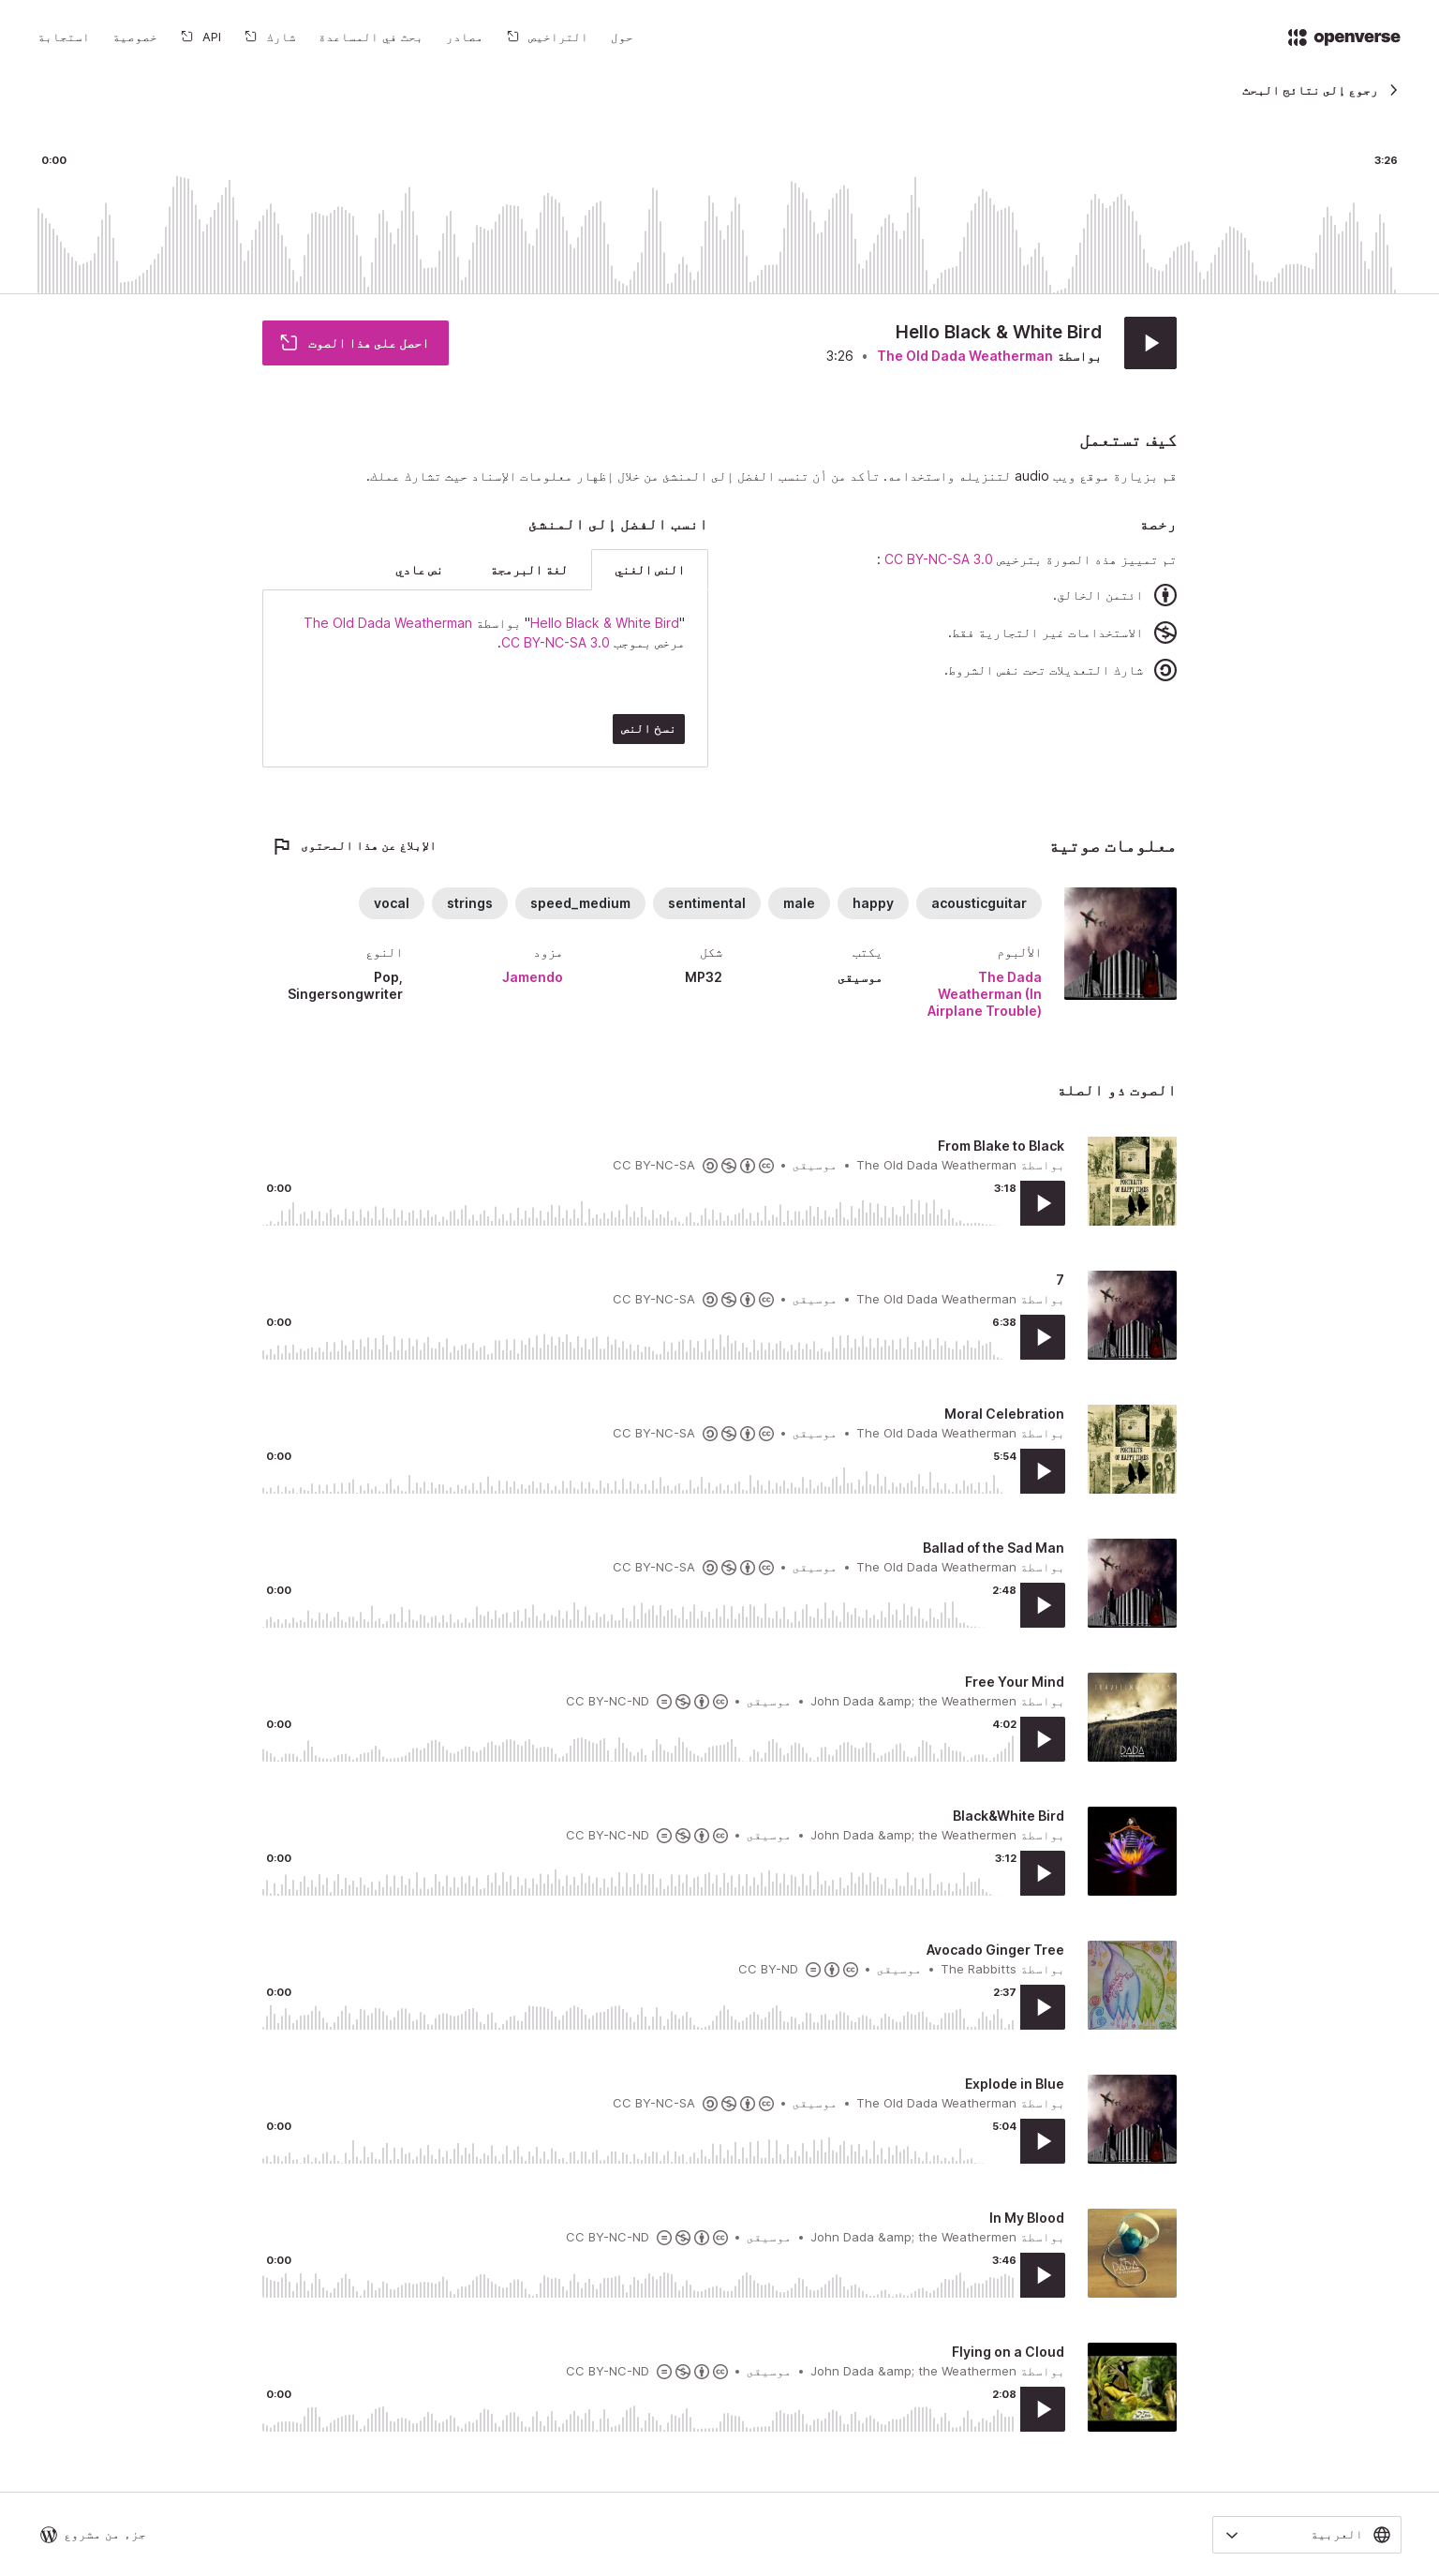 openverse
حول
التراخيص
مصادر
بحث في المساعدة
شارك
API
خصوصية
استجابة
رجوع إلى نتائج البحث
3:26
0:00
Hello Black & White Bird
بواسطة The Old Dada Weatherman • 3:26
احصل على هذا الصوت
كيف تستعمل
قم بزيارة موقع ويب audio لتنزيله واستخدامه. تأكد من أن تنسب الفضل إلى المنشئ من خلال إظهار معلومات الإسناد حيث تشارك عملك.
رخصة
تم تمييز هذه الصورة بترخيص CC BY-NC-SA 3.0 :
ائتمن الخالق.
الاستخدامات غير التجارية فقط.
شارك التعديلات تحت نفس الشروط.
انسب الفضل إلى المنشئ
النص الغني
لغة البرمجة
نص عادي
"Hello Black & White Bird" بواسطة The Old Dada Weatherman
مرخص بموجب CC BY-NC-SA 3.0.
نسخ النص
معلومات صوتية
الإبلاغ عن هذا المحتوى
acousticguitar
happy
male
sentimental
speed_medium
strings
vocal
الألبوم
The Dada
Weatherman (In
Airplane Trouble)
يكتب
موسيقى
شكل
MP32
مزود
Jamendo
النوع
Pop,
Singersongwriter
الصوت ذو الصلة
From Blake to Black
بواسطة The Old Dada Weatherman • موسيقى • CC BY-NC-SA
3:18
0:00
7
بواسطة The Old Dada Weatherman • موسيقى • CC BY-NC-SA
6:38
0:00
Moral Celebration
بواسطة The Old Dada Weatherman • موسيقى • CC BY-NC-SA
5:54
0:00
Ballad of the Sad Man
بواسطة The Old Dada Weatherman • موسيقى • CC BY-NC-SA
2:48
0:00
Free Your Mind
بواسطة John Dada &amp; the Weathermen • موسيقى • CC BY-NC-ND
4:02
0:00
Black&White Bird
بواسطة John Dada &amp; the Weathermen • موسيقى • CC BY-NC-ND
3:12
0:00
Avocado Ginger Tree
بواسطة The Rabbitts • موسيقى • CC BY-ND
2:37
0:00
Explode in Blue
بواسطة The Old Dada Weatherman • موسيقى • CC BY-NC-SA
5:04
0:00
In My Blood
بواسطة John Dada &amp; the Weathermen • موسيقى • CC BY-NC-ND
3:46
0:00
Flying on a Cloud
بواسطة John Dada &amp; the Weathermen • موسيقى • CC BY-NC-ND
2:08
0:00
العربية
جزء من مشروع